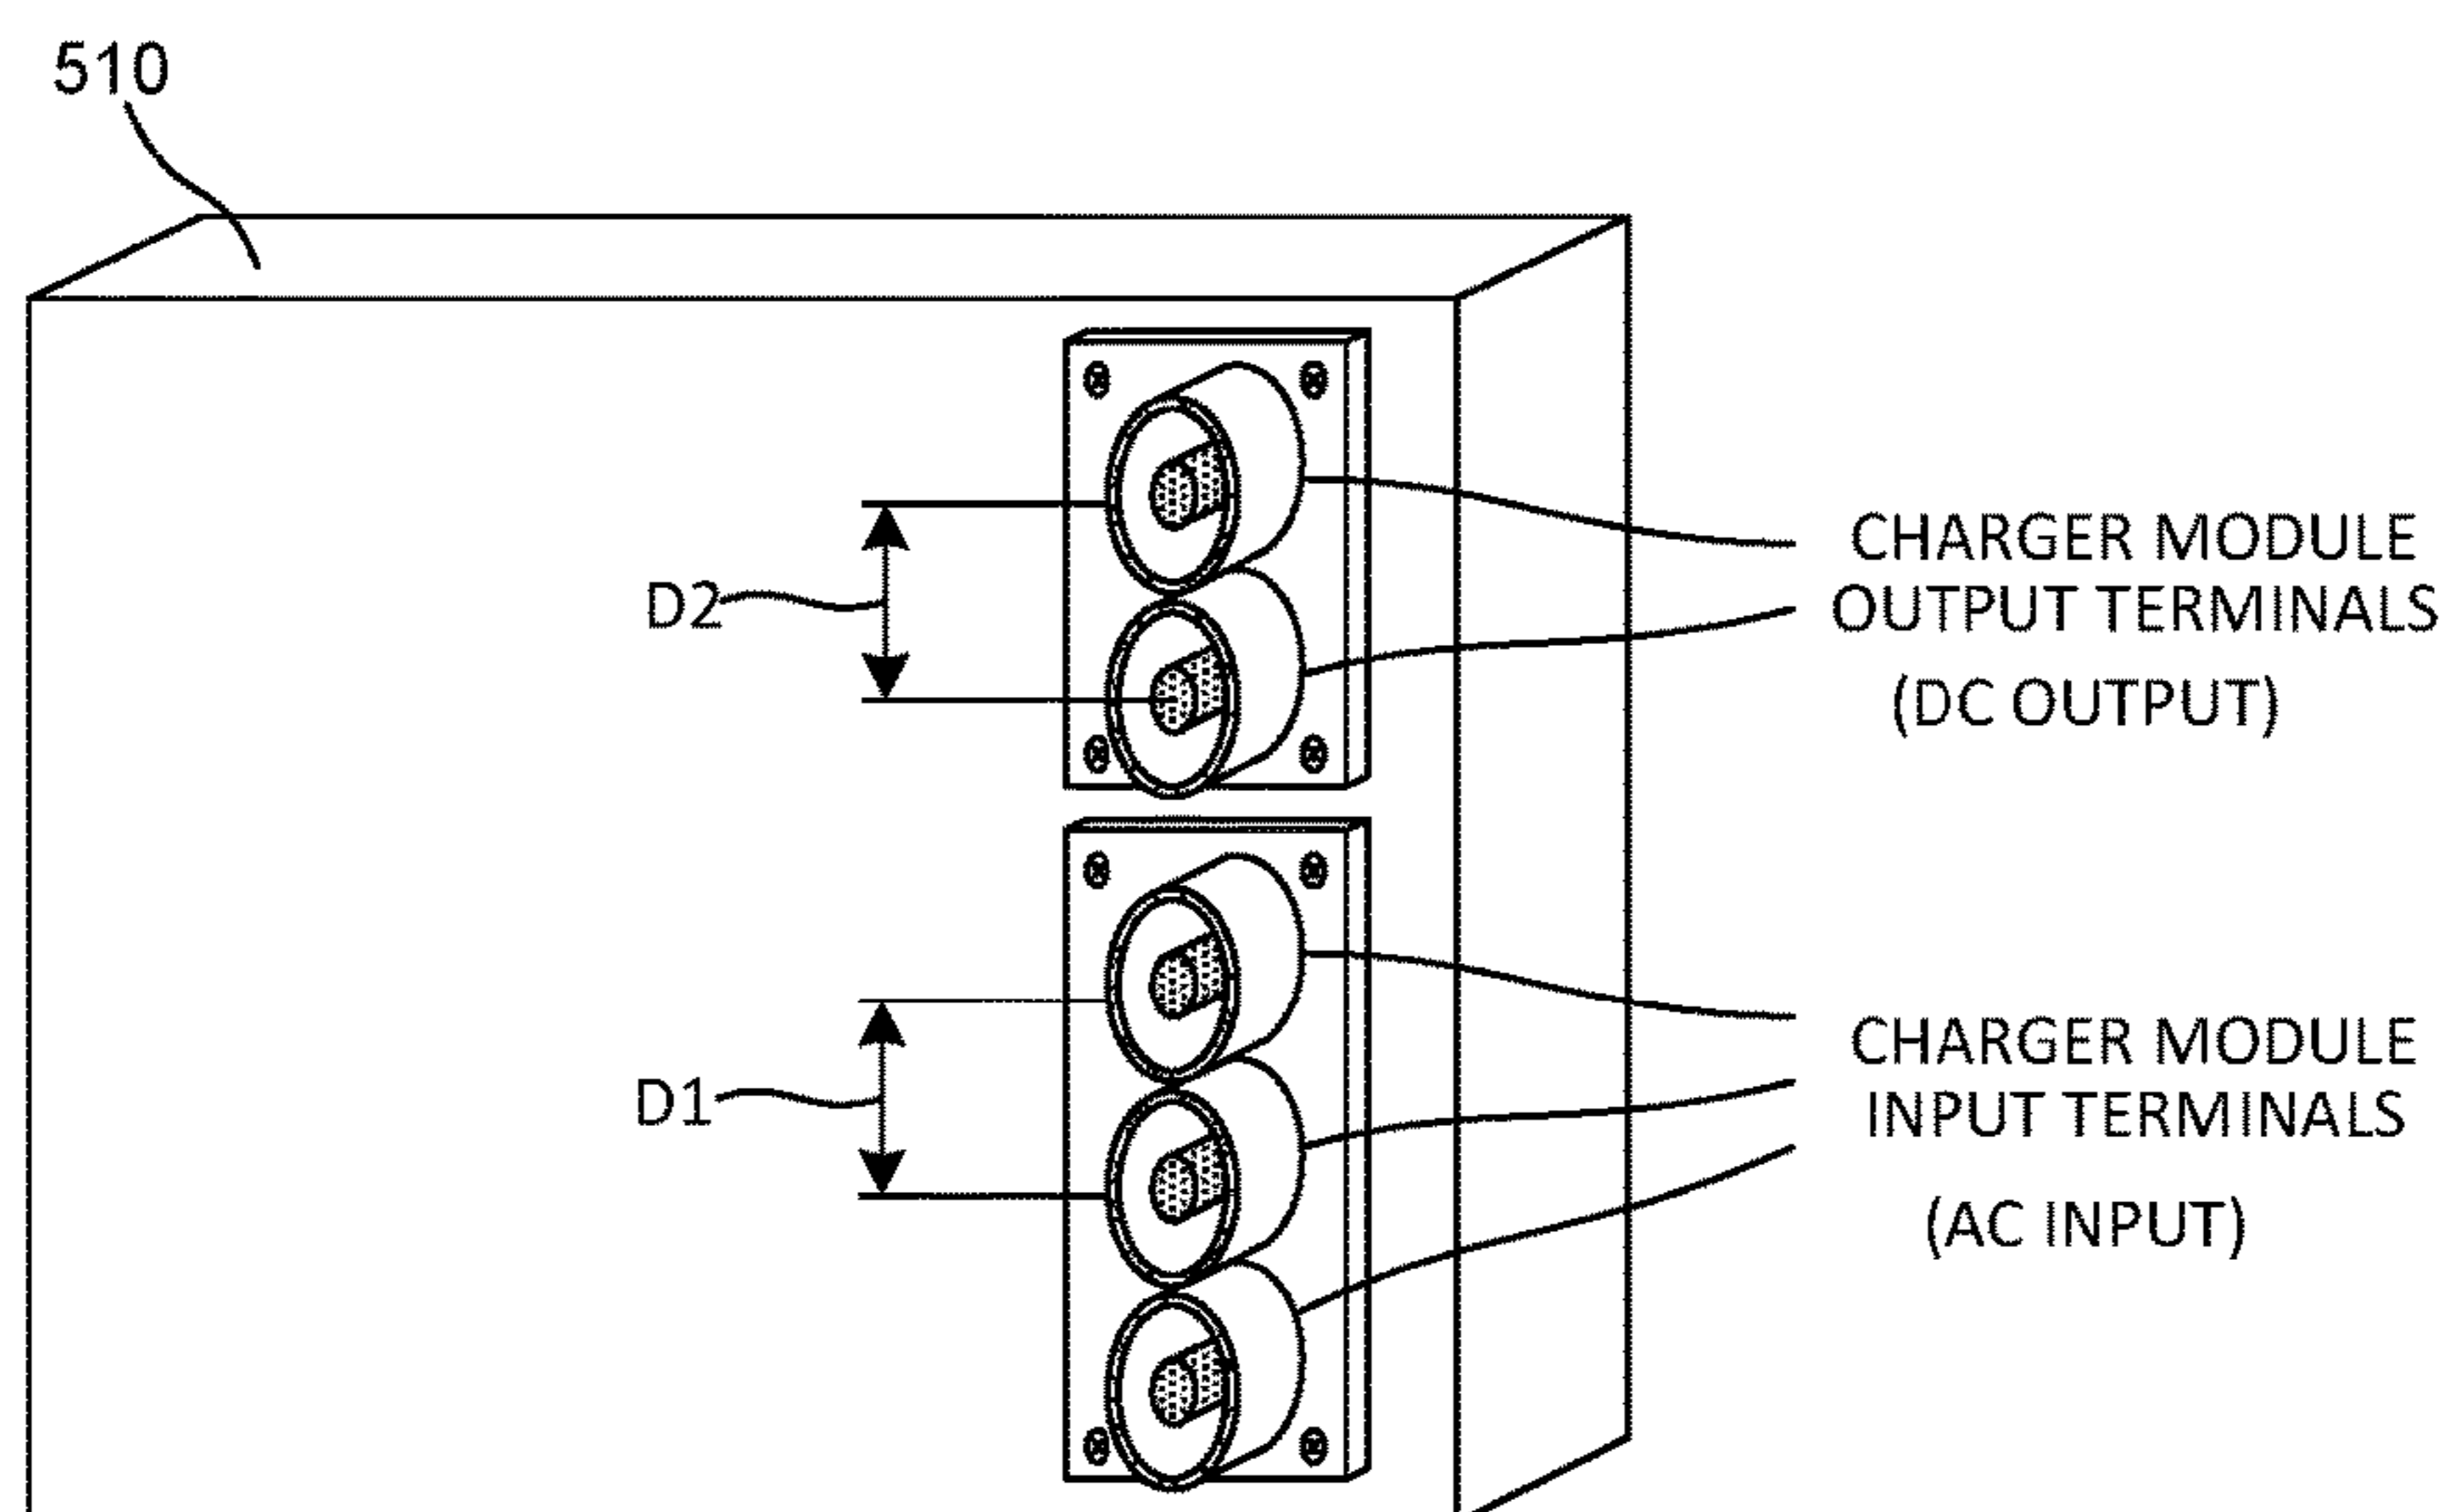 510
D2
CHARGER MODULE
OUTPUT TERMINALS
(DC OUTPUT)
D1
CHARGER MODULE
INPUT TERMINALS
(AC INPUT)